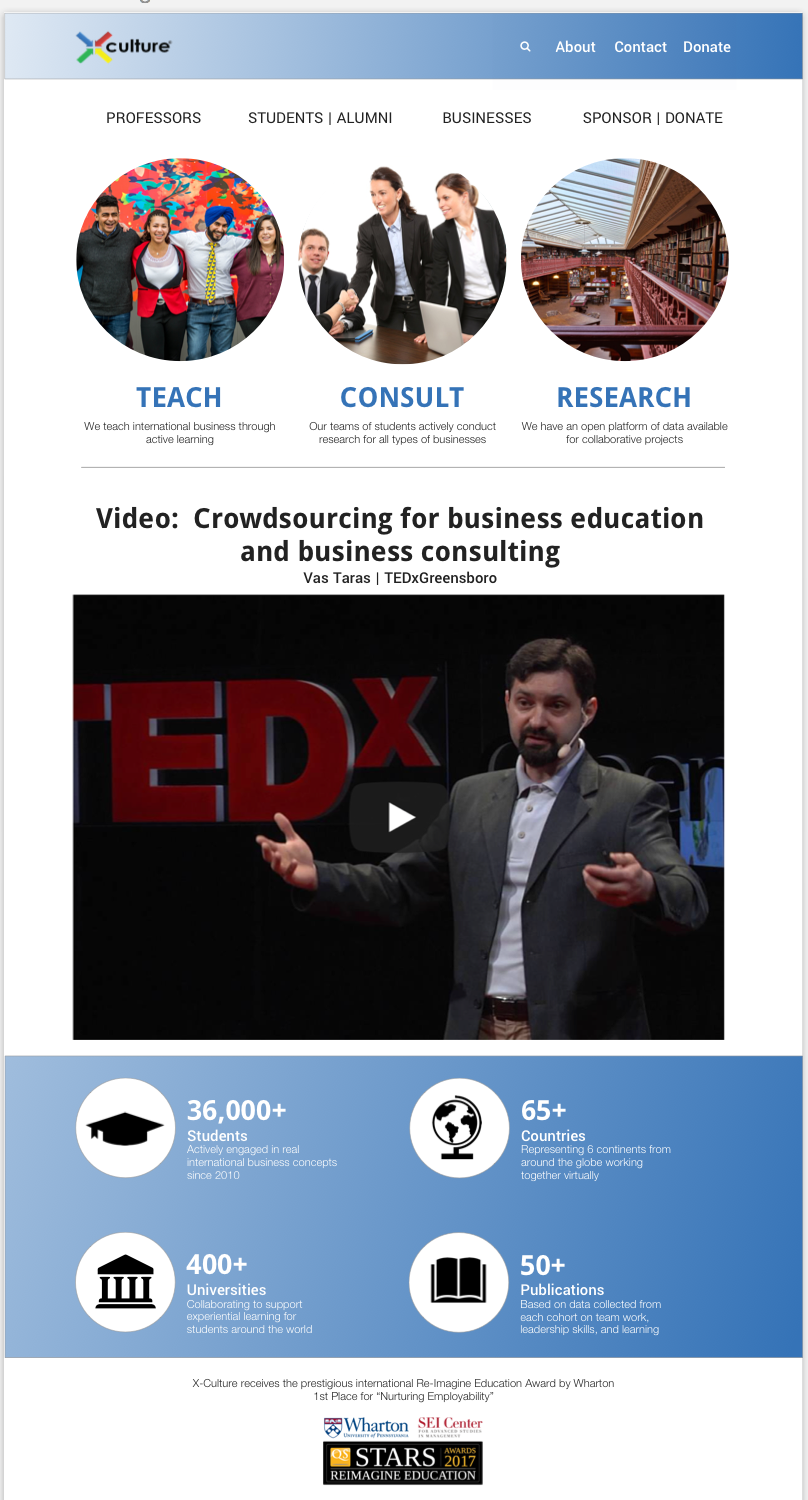 culture
About Contact Donate
PROFESSORS STUDENTS | ALUMNI BUSINESSES SPONSOR | DONATE
TEACH
We teach international business through
active learning
CONSULT
Our teams of students actively conduct
research for all types of businesses
RESEARCH
We have an open platform of data available
for collaborative projects
Video: Crowdsourcing for business education
and business consulting
Vas Taras | TEDxGreensboro
TEDx
36,000+
Students
Actively engaged in real
international business concepts
since 2010
65+
Countries
Representing 6 continents from
around the globe working
together virtually
400+
Universities
Collaborating to support
experiential learning for
students around the world
50+
Publications
Based on data collected from
each cohort on team work,
leadership skills, and learning
X-Culture receives the prestigious international Re-Imagine Education Award by Wharton
1st Place for “Nurturing Employability”
Wharton
UNIVERSITY of PENNSYLVANIA
SEI Center
FOR ADVANCED STUDIES
IN MANAGEMENT
QS STARS AWARDS 2017
REIMAGINE EDUCATION